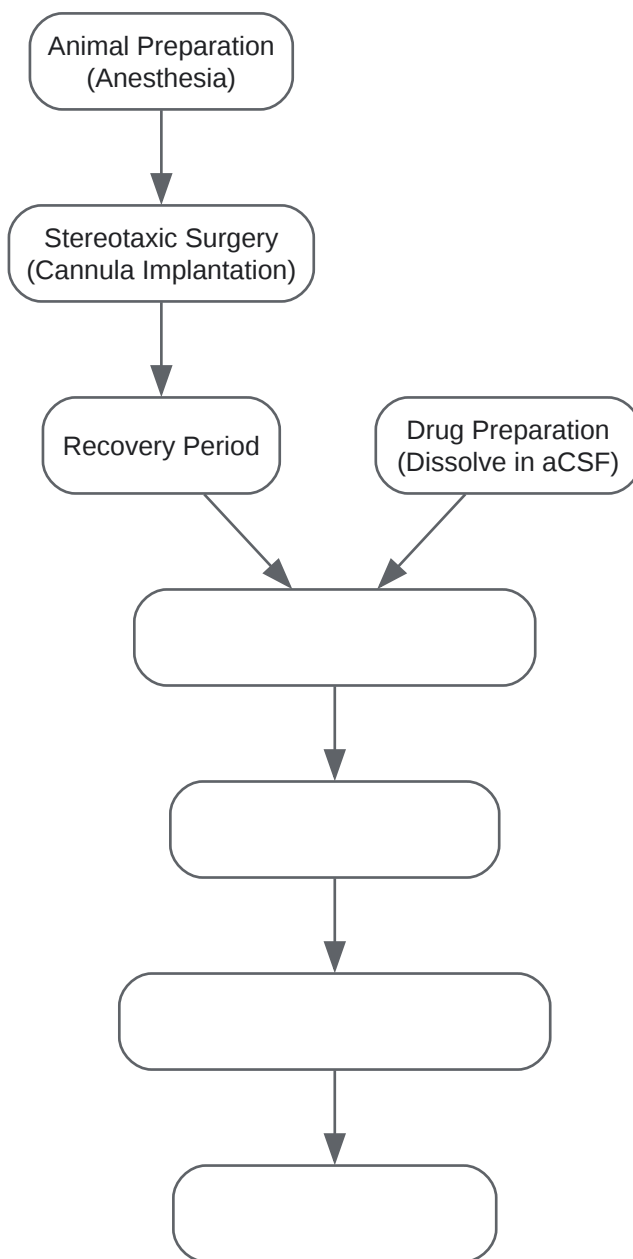 Animal Preparation
(Anesthesia)
Stereotaxic Surgery
(Cannula Implantation)
Recovery Period
Drug Preparation
(Dissolve in aCSF)